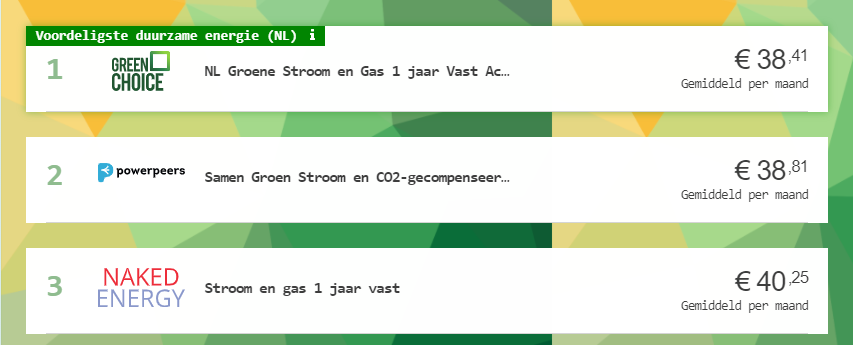 Voordeligste duurzame energie (NL) i
1
GREEN
CHOICE
NL Groene Stroom en Gas 1 jaar Vast Ac…
€ 38,41
Gemiddeld per maand
2
powerpeers
Samen Groen Stroom en CO2-gecompenseer…
€ 38,81
Gemiddeld per maand
3
NAKED
ENERGY
Stroom en gas 1 jaar vast
€ 40,25
Gemiddeld per maand